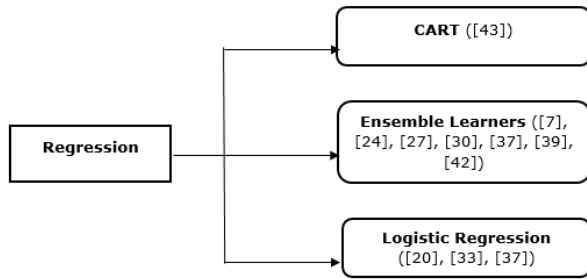 Regression
CART ([43])
Ensemble Learners ([7],
[24], [27], [30], [37], [39],
[42])
Logistic Regression
([20], [33], [37])